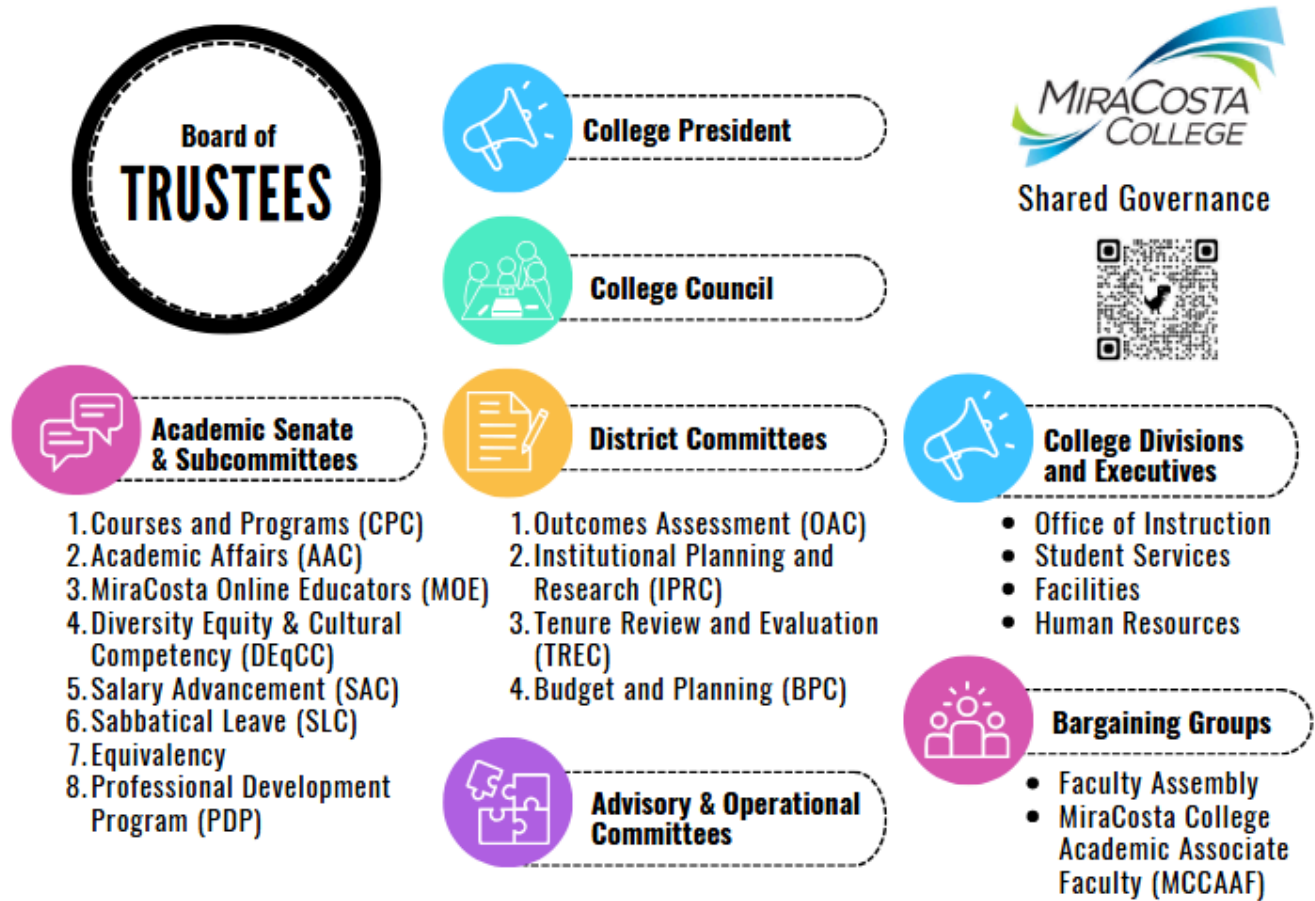 Board of
TRUSTEES
College President
MIRACOSTA
COLLEGE
Shared Governance
College Council
Academic Senate
& Subcommittees
1. Courses and Programs (CPC)
2. Academic Affairs (AAC)
3. MiraCosta Online Educators (MOE)
4. Diversity Equity & Cultural
Competency (DEqCC)
5. Salary Advancement (SAC)
6. Sabbatical Leave (SLC)
7. Equivalency
8. Professional Development
Program (PDP)
District Committees
1. Outcomes Assessment (OAC)
2. Institutional Planning and
Research (IPRC)
3. Tenure Review and Evaluation
(TREC)
4. Budget and Planning (BPC)
Advisory & Operational
Committees
College Divisions
and Executives
• Office of Instruction
• Student Services
• Facilities
• Human Resources
Bargaining Groups
• Faculty Assembly
• MiraCosta College
Academic Associate
Faculty (MCCAAF)